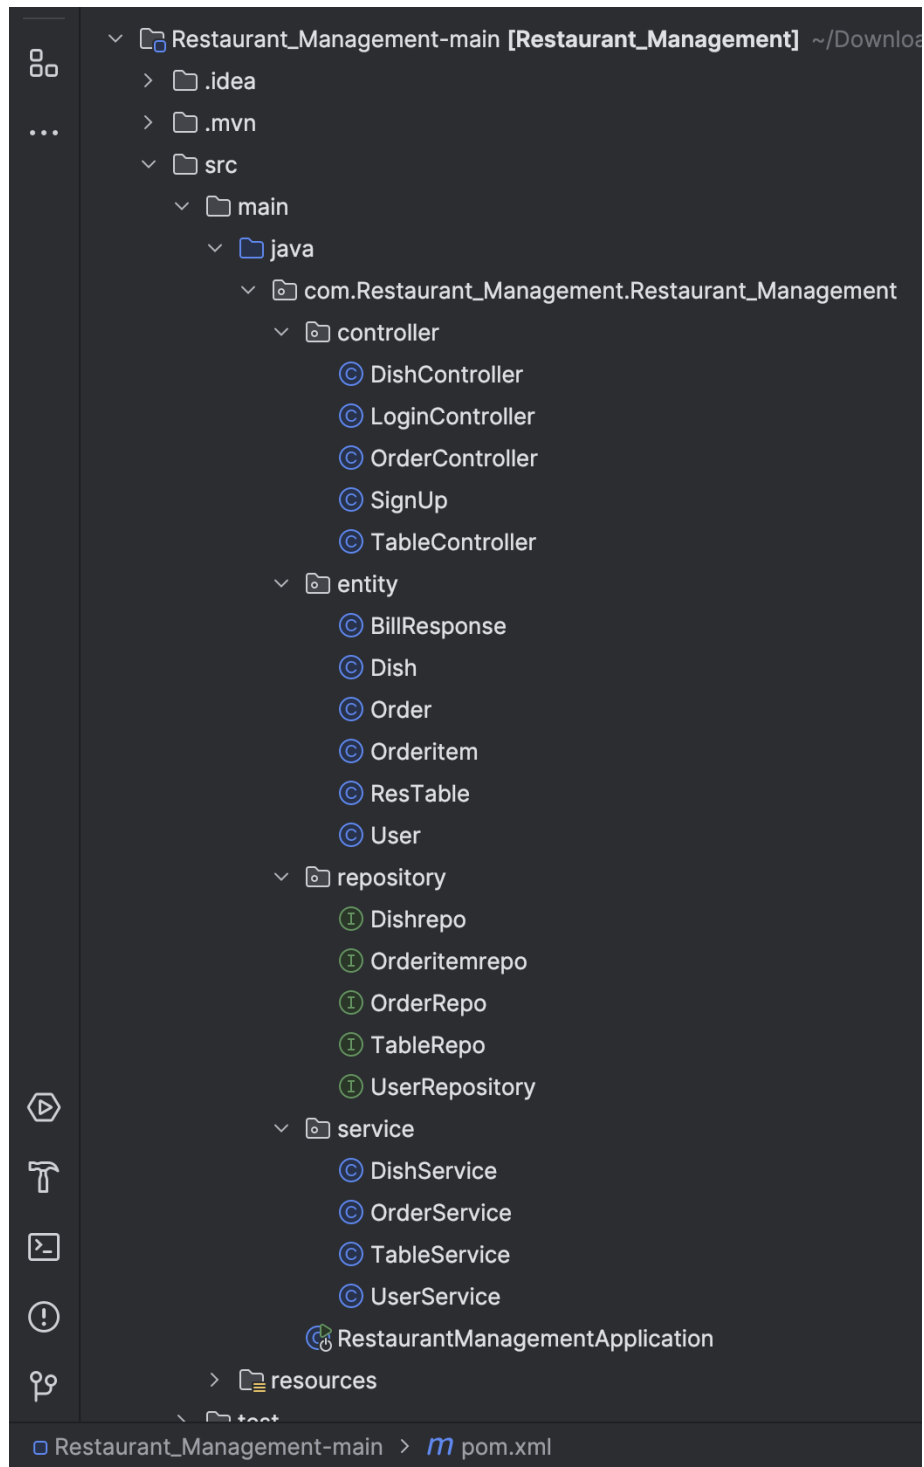 Restaurant_Management-main [Restaurant_Management] ~/Downloa
.idea
.mvn
src
main
java
com.Restaurant_Management.Restaurant_Management
controller
DishController
LoginController
OrderController
SignUp
TableController
entity
BillResponse
Dish
Order
Orderitem
ResTable
User
repository
Dishrepo
Orderitemrepo
OrderRepo
TableRepo
UserRepository
service
DishService
OrderService
TableService
UserService
RestaurantManagementApplication
resources
test
Restaurant_Management-main > m pom.xml